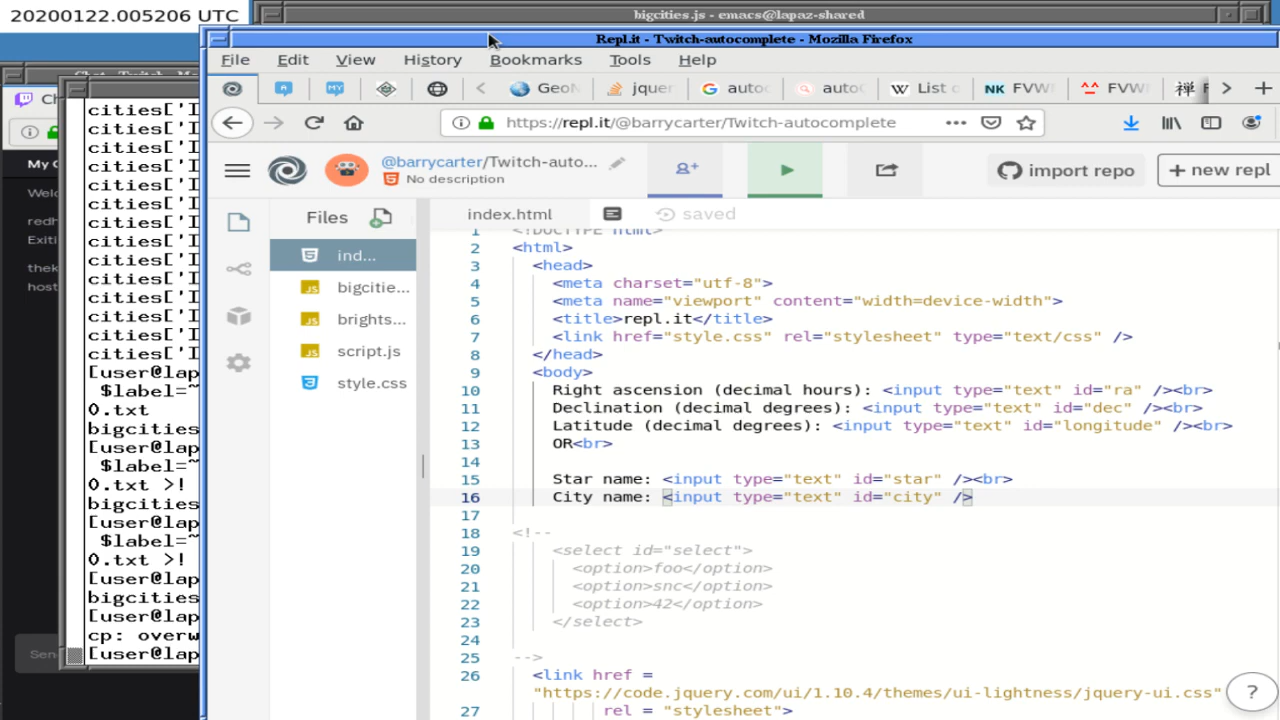 20200122.005206 UTC
bigcities.js - emacs@lapaz-shared
Repl.it - Twitch-autocomplete - Mozilla Firefox
File Edit View History Bookmarks Tools Help
GeoN jquer auto List o NK FVWI FVWI
https://repl.it/@barrycarter/Twitch-autocomplete
@barrycarter/Twitch-auto...
No description
import repo
+ new repl
Files
index.html
saved
ind...
bigcitie...
brights...
script.js
style.css
1 <!DOCTYPE html>
2 <html>
3 <head>
4 <meta charset="utf-8">
5 <meta name="viewport" content="width=device-width">
6 <title>repl.it</title>
7 <link href="style.css" rel="stylesheet" type="text/css" />
8 </head>
9 <body>
10 Right ascension (decimal hours): <input type="text" id="ra" /><br>
11 Declination (decimal degrees): <input type="text" id="dec" /><br>
12 Latitude (decimal degrees): <input type="text" id="longitude" /><br>
13 OR<br>
14
15 Star name: <input type="text" id="star" /><br>
16 City name: <input type="text" id="city" />
17
18 <!--
19 <select id="select">
20 <option>foo</option>
21 <option>snc</option>
22 <option>42</option>
23 </select>
24
25 -->
26 <link href =
"https://code.jquery.com/ui/1.10.4/themes/ui-lightness/jquery-ui.css"
27 rel = "stylesheet">
?
Ch
My C
Welc
redh
Exiti
thek
host
Sen
cities['I
cities['I
cities['I
cities['I
cities['I
cities['I
cities['I
cities['I
cities['I
cities['I
cities['I
cities['I
cities['I
cities['I
[user@lap
$label=~
0.txt
bigcities
[user@lap
$label=~
0.txt >!
bigcities
[user@lap
$label=~
0.txt >!
[user@lap
bigcities
[user@lap
cp: overw
[user@lap